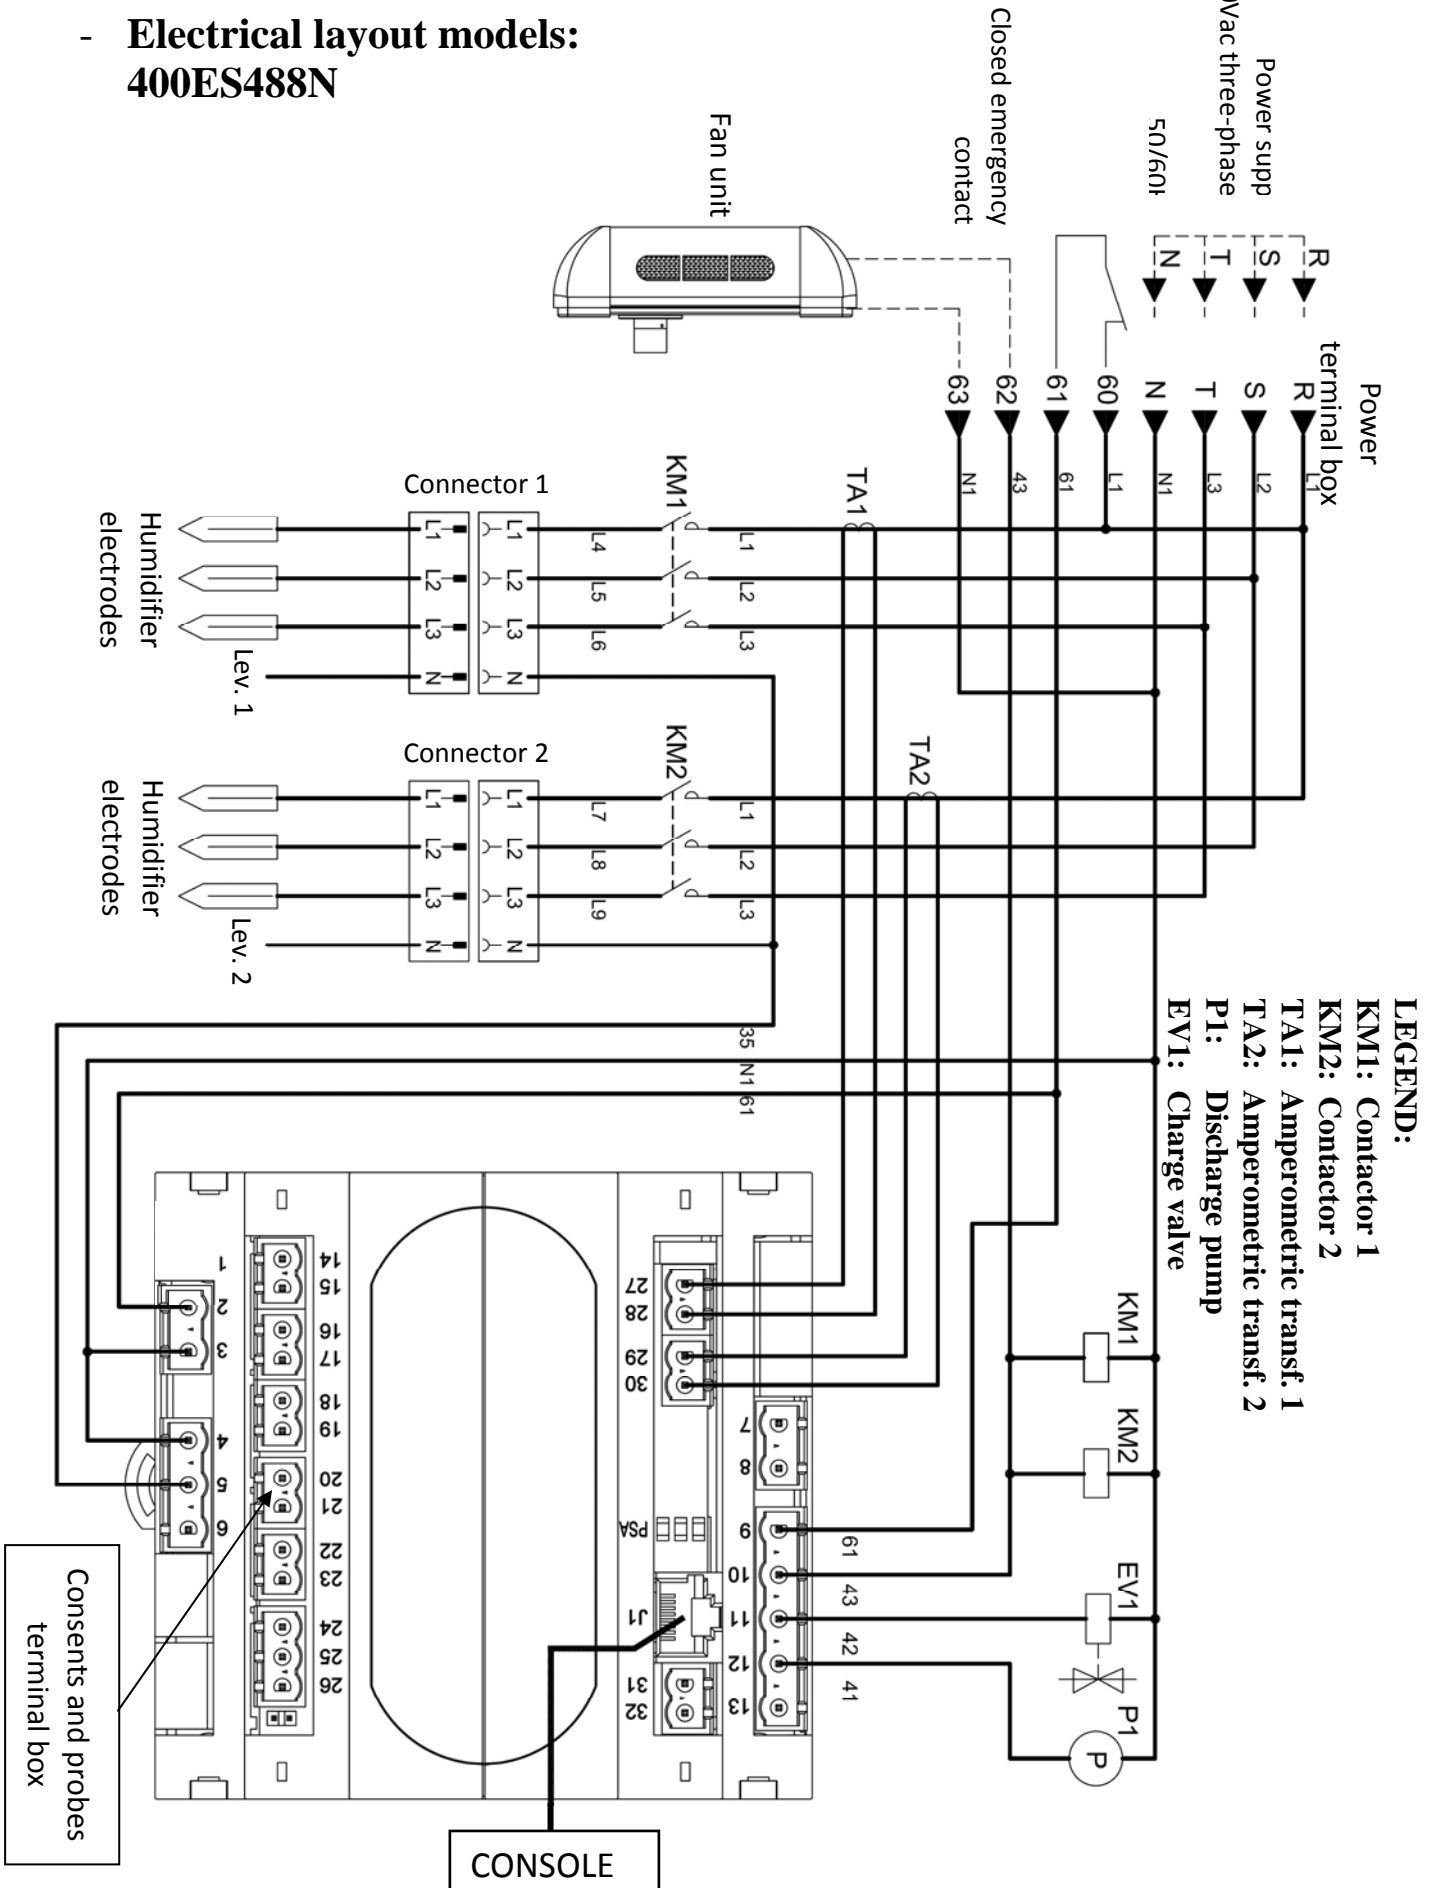 - Electrical layout models:
400ES488N
Power supp
Vac three-phase
50/60
Closed emergency
contact
Fan unit
R
S
T
N
Power
terminal box
R
S
T
N
60
61
62
63
L1
L2
L3
N1
L1
61
43
N1
TA1
TA2
KM1
L1
L2
L3
L4
L5
L6
Connector 1
L1
L2
L3
N
L1
L2
L3
N
Humidifier
electrodes
Lev. 1
KM2
L1
L2
L3
L7
L8
L9
Connector 2
L1
L2
L3
N
L1
L2
L3
N
Humidifier
electrodes
Lev. 2
LEGEND:
KM1: Contactor 1
KM2: Contactor 2
TA1: Amperometric transf. 1
TA2: Amperometric transf. 2
P1: Discharge pump
EV1: Charge valve
35 N1 61
KM1
KM2
EV1
P1
P
61
43
42
41
7
8
9
10
11
12
13
27
28
29
30
PSA
J1
31
32
14
15
16
17
18
19
20
21
22
23
24
25
26
1
2
3
4
5
6
Consents and probes
terminal box
CONSOLE